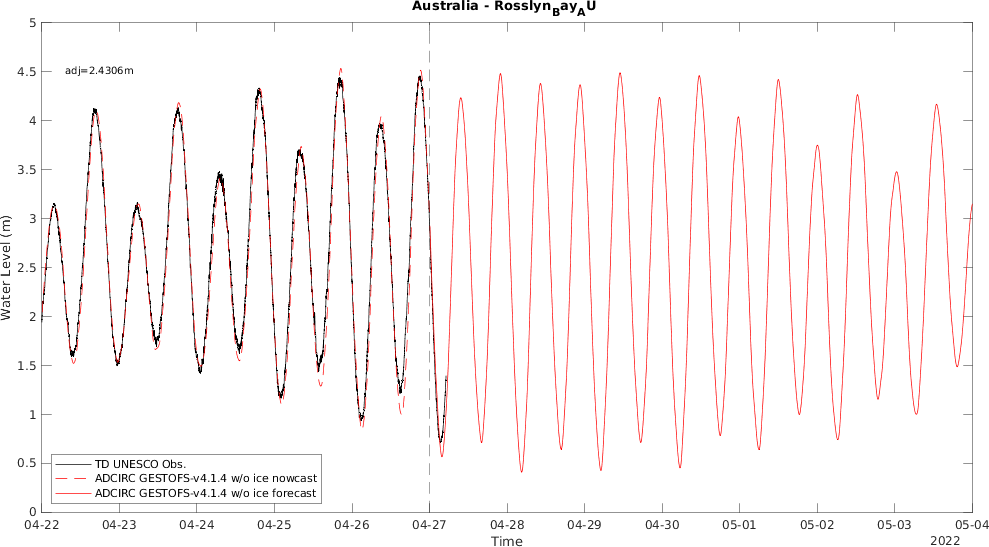 Australia - Rosslyn_Bay_AU
5
4.5
adj=2.4306m
4
3.5
3
2.5
2
1.5
1
0.5
0
Water Level (m)
TD UNESCO Obs.
ADCIRC GESTOFS-v4.1.4 w/o ice nowcast
ADCIRC GESTOFS-v4.1.4 w/o ice forecast
04-22 04-23 04-24 04-25 04-26 04-27 04-28 04-29 04-30 05-01 05-02 05-03 05-04
Time
2022